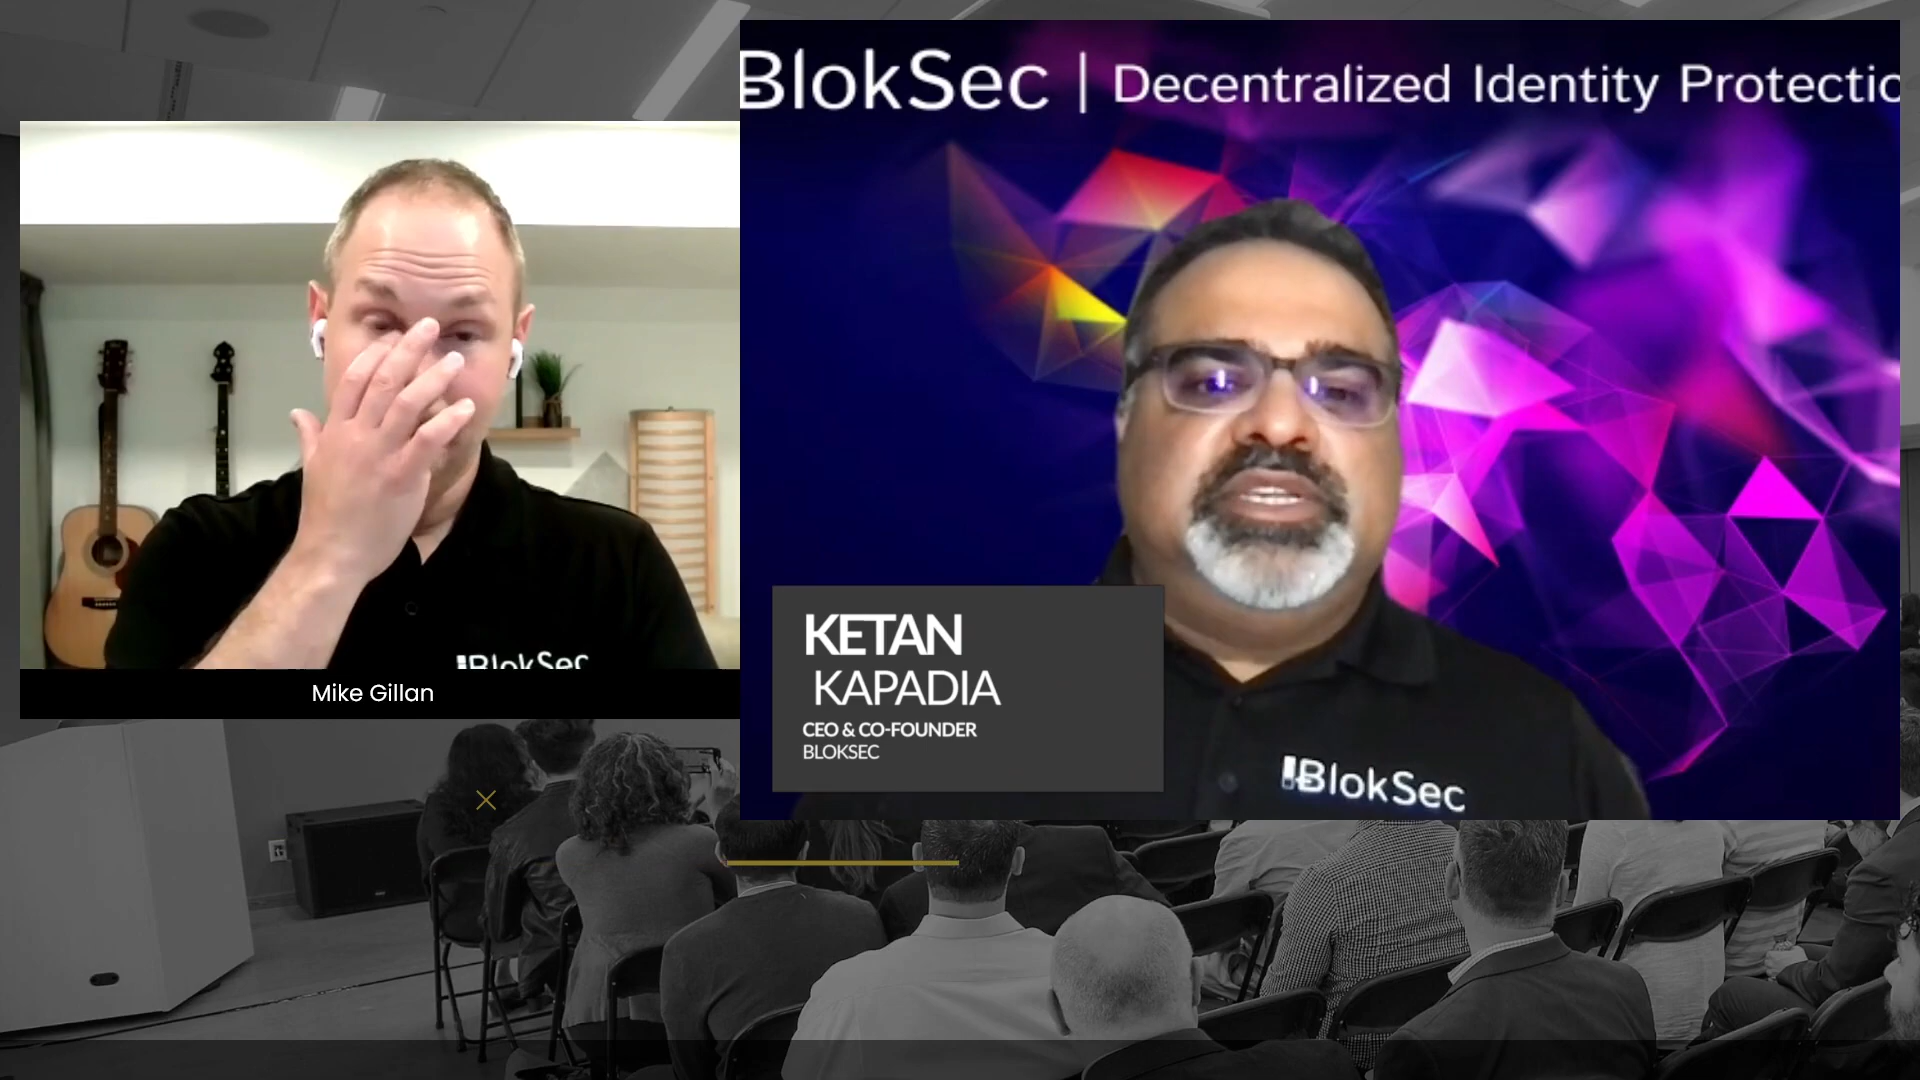 BlokSec | Decentralized Identity Protectio
BlokSec
Mike Gillan
KETAN
KAPADIA
CEO & CO-FOUNDER
BLOKSEC
BlokSec